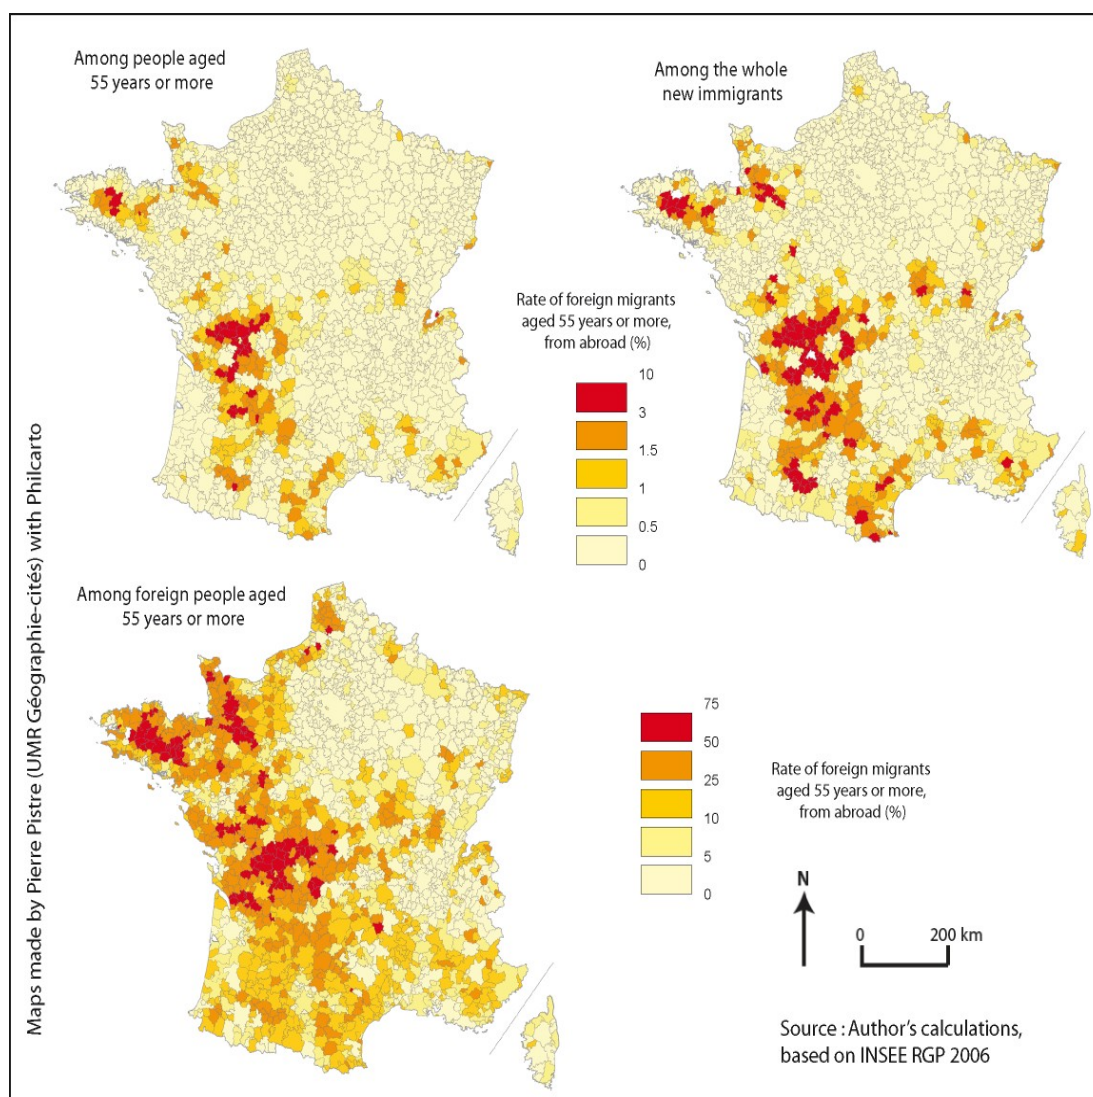 Among people aged
55 years or more
Among the whole
new immigrants
Rate of foreign migrants
aged 55 years or more,
from abroad (%)
10
3
1.5
1
0.5
0
Among foreign people aged
55 years or more
75
50
25
10
5
0
Rate of foreign migrants
aged 55 years or more,
from abroad (%)
N
0 200 km
Source : Author's calculations,
based on INSEE RGP 2006
Maps made by Pierre Pistre (UMR Géographie-cités) with Philcarto